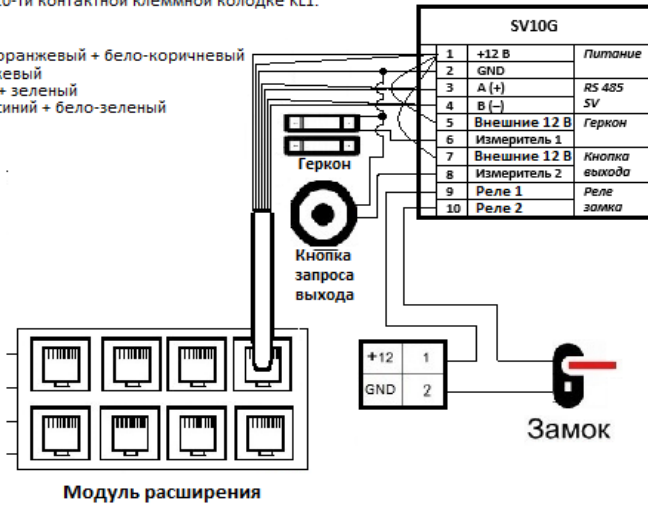 0-ти контактной клеммной колодке KL1.
оранжевый + бело-коричневый
+ зеленый
синий + бело-зеленый
SV10G
1 +12 В Питание
2 GND
3 A (+) RS 485
4 B (–) SV
5 Внешние 12 В Геркон
6 Измеритель 1
7 Внешние 12 В Кнопка
8 Измеритель 2 выхода
9 Реле 1 Реле
10 Реле 2 замка
Геркон
Кнопка
запроса
выхода
+12 1
GND 2
Замок
Модуль расширения